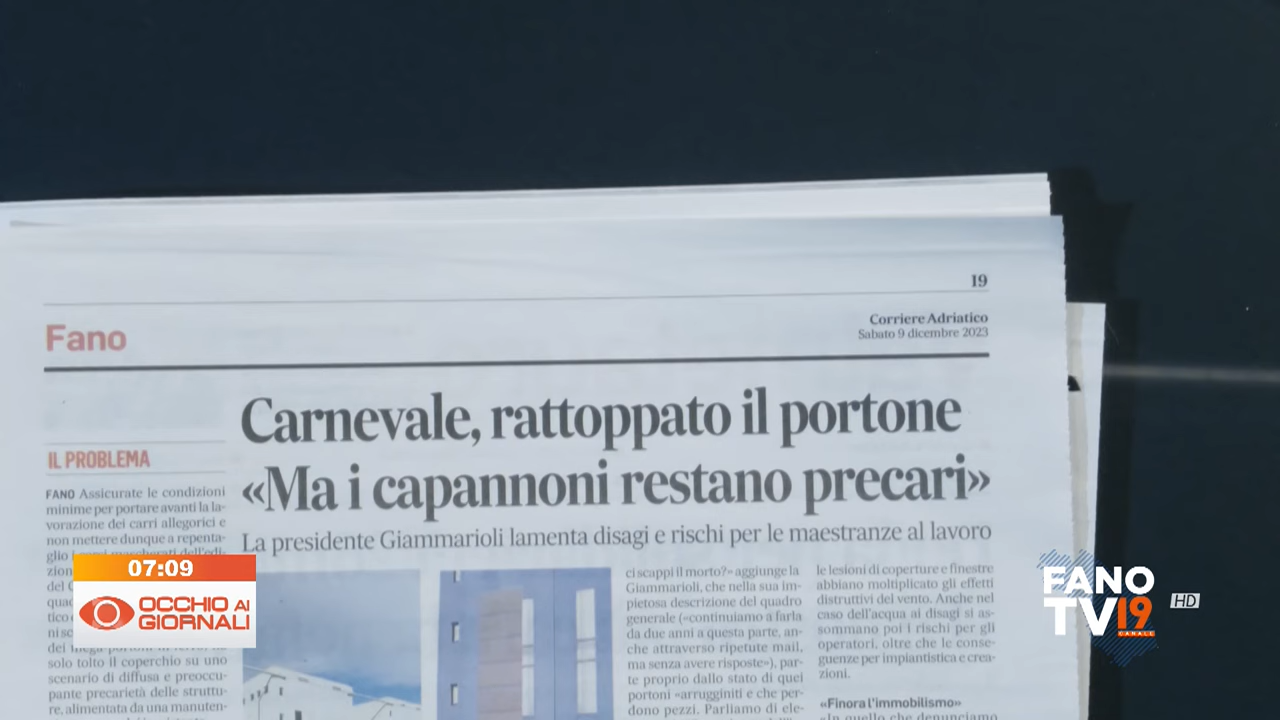 19
Fano
Corriere Adriatico
Sabato 9 dicembre 2023
Carnevale, rattoppato il portone
«Ma i capannoni restano precari»
La presidente Giammarioli lamenta disagi e rischi per le maestranze al lavoro
IL PROBLEMA
FANO Assicurate le condizioni
minime per portare avanti la la-
vorazione dei carri allegorici e
non mettere dunque a repenta-
glio i
solo tolto il coperchio su uno
scenario di diffusa e preoccu-
pante precarietà delle struttu-
re, alimentata da una manuten-
ci scappi il morto?» aggiunge la
Giammarioli, che nella sua im-
pietosa descrizione del quadro
generale («continuiamo a farla
da due anni a questa parte, an-
che attraverso ripetute mail,
ma senza avere risposte»), par-
te proprio dallo stato di quei
portoni «arrugginiti e che per-
dono pezzi. Parliamo di ele-
le lesioni di coperture e finestre
abbiano moltiplicato gli effetti
distruttivi del vento. Anche nel
caso dell'acqua ai disagi si as-
sommano poi i rischi per gli
operatori, oltre che le conse-
guenze per impiantistica e crea-
zioni.
«Finora l'immobilismo»
«In quello che denunciamo
07:09
OCCHIO AI
GIORNALI
FANO
TV19
CANALE
HD